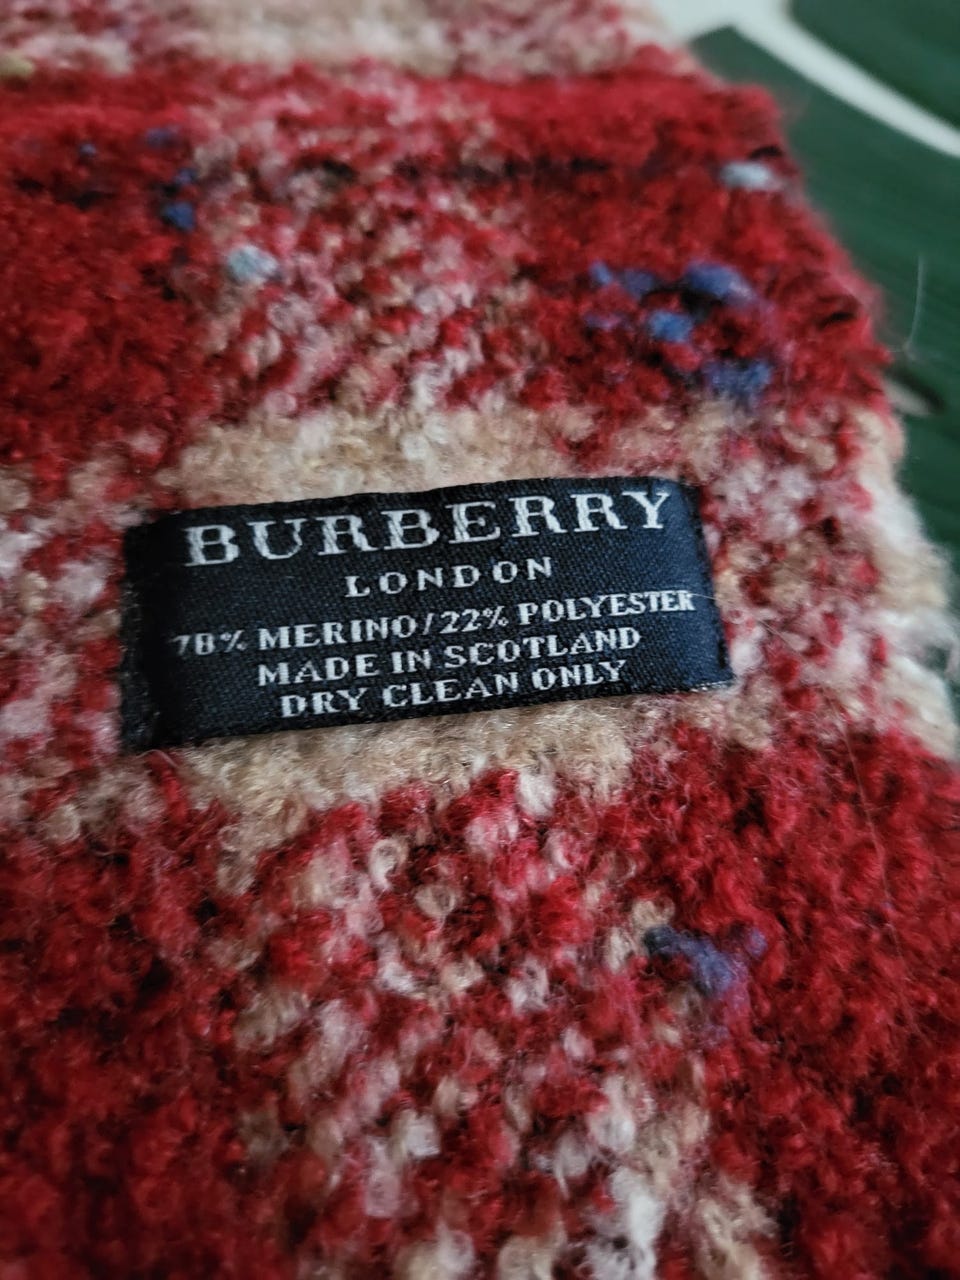 BURBERRY
LONDON
78% MERINO/22% POLYESTER
MADE IN SCOTLAND
DRY CLEAN ONLY